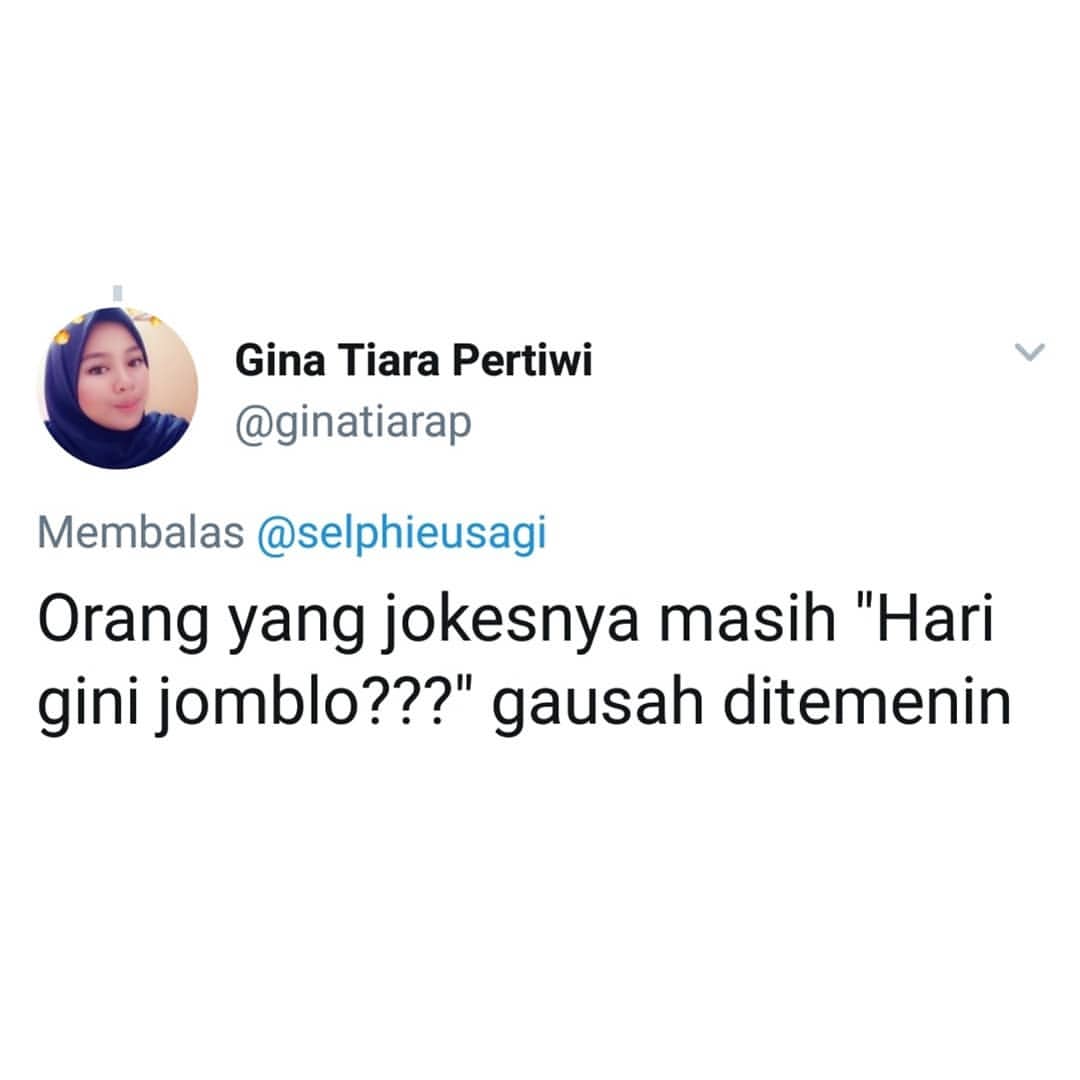 Gina Tiara Pertiwi
@ginatiarap
Membalas @selphieusagi
Orang yang jokesnya masih "Hari
gini jomblo???" gausah ditemenin